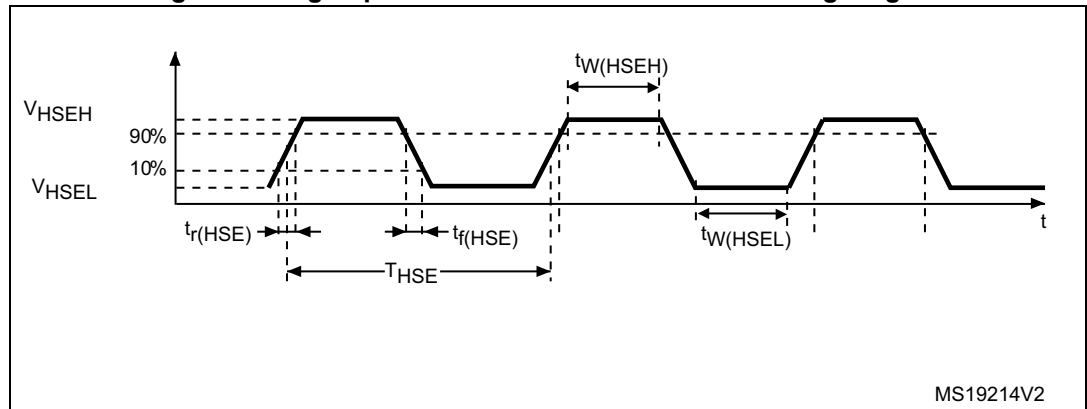 tW(HSEH)
VHSEH
90%
10%
VHSEL
tr(HSE)
tf(HSE)
tW(HSEL)
t
THSE
MS19214V2